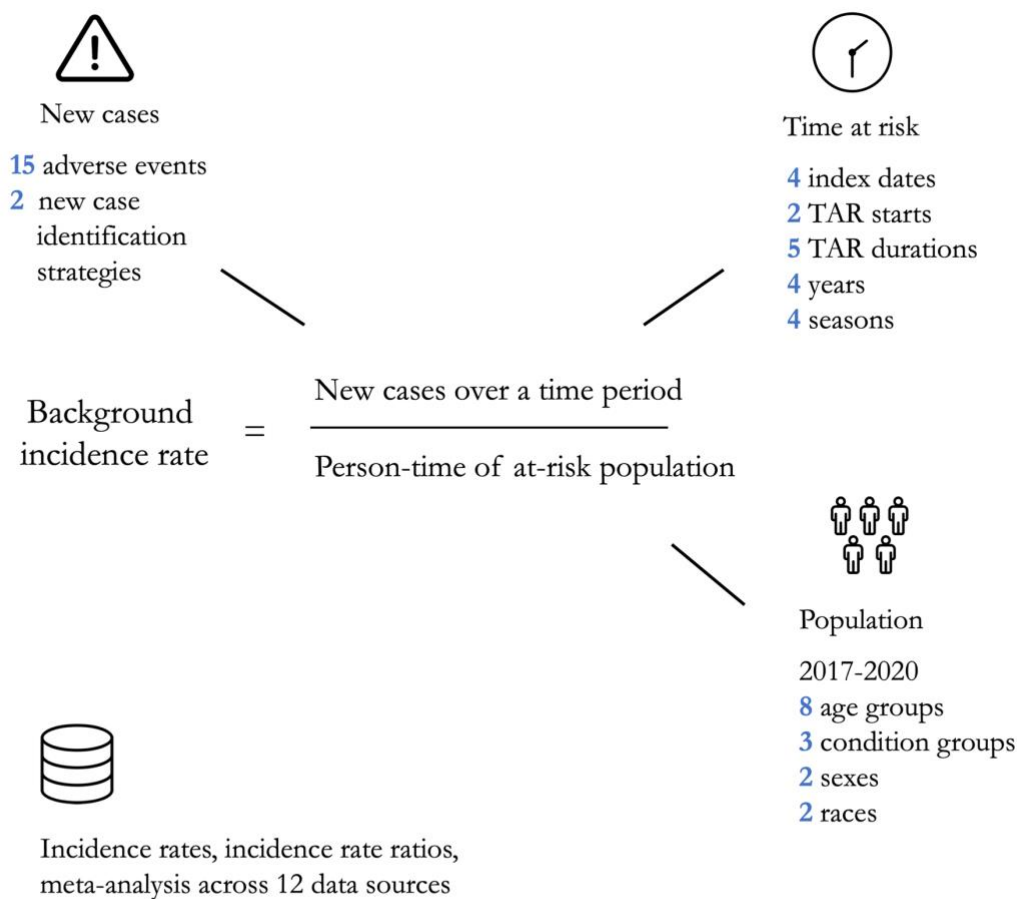 New cases
15 adverse events
2 new case
identification
strategies
Time at risk
4 index dates
2 TAR starts
5 TAR durations
4 years
4 seasons
Background
incidence rate
=
New cases over a time period
Person-time of at-risk population
Population
2017-2020
8 age groups
3 condition groups
2 sexes
2 races
Incidence rates, incidence rate ratios,
meta-analysis across 12 data sources